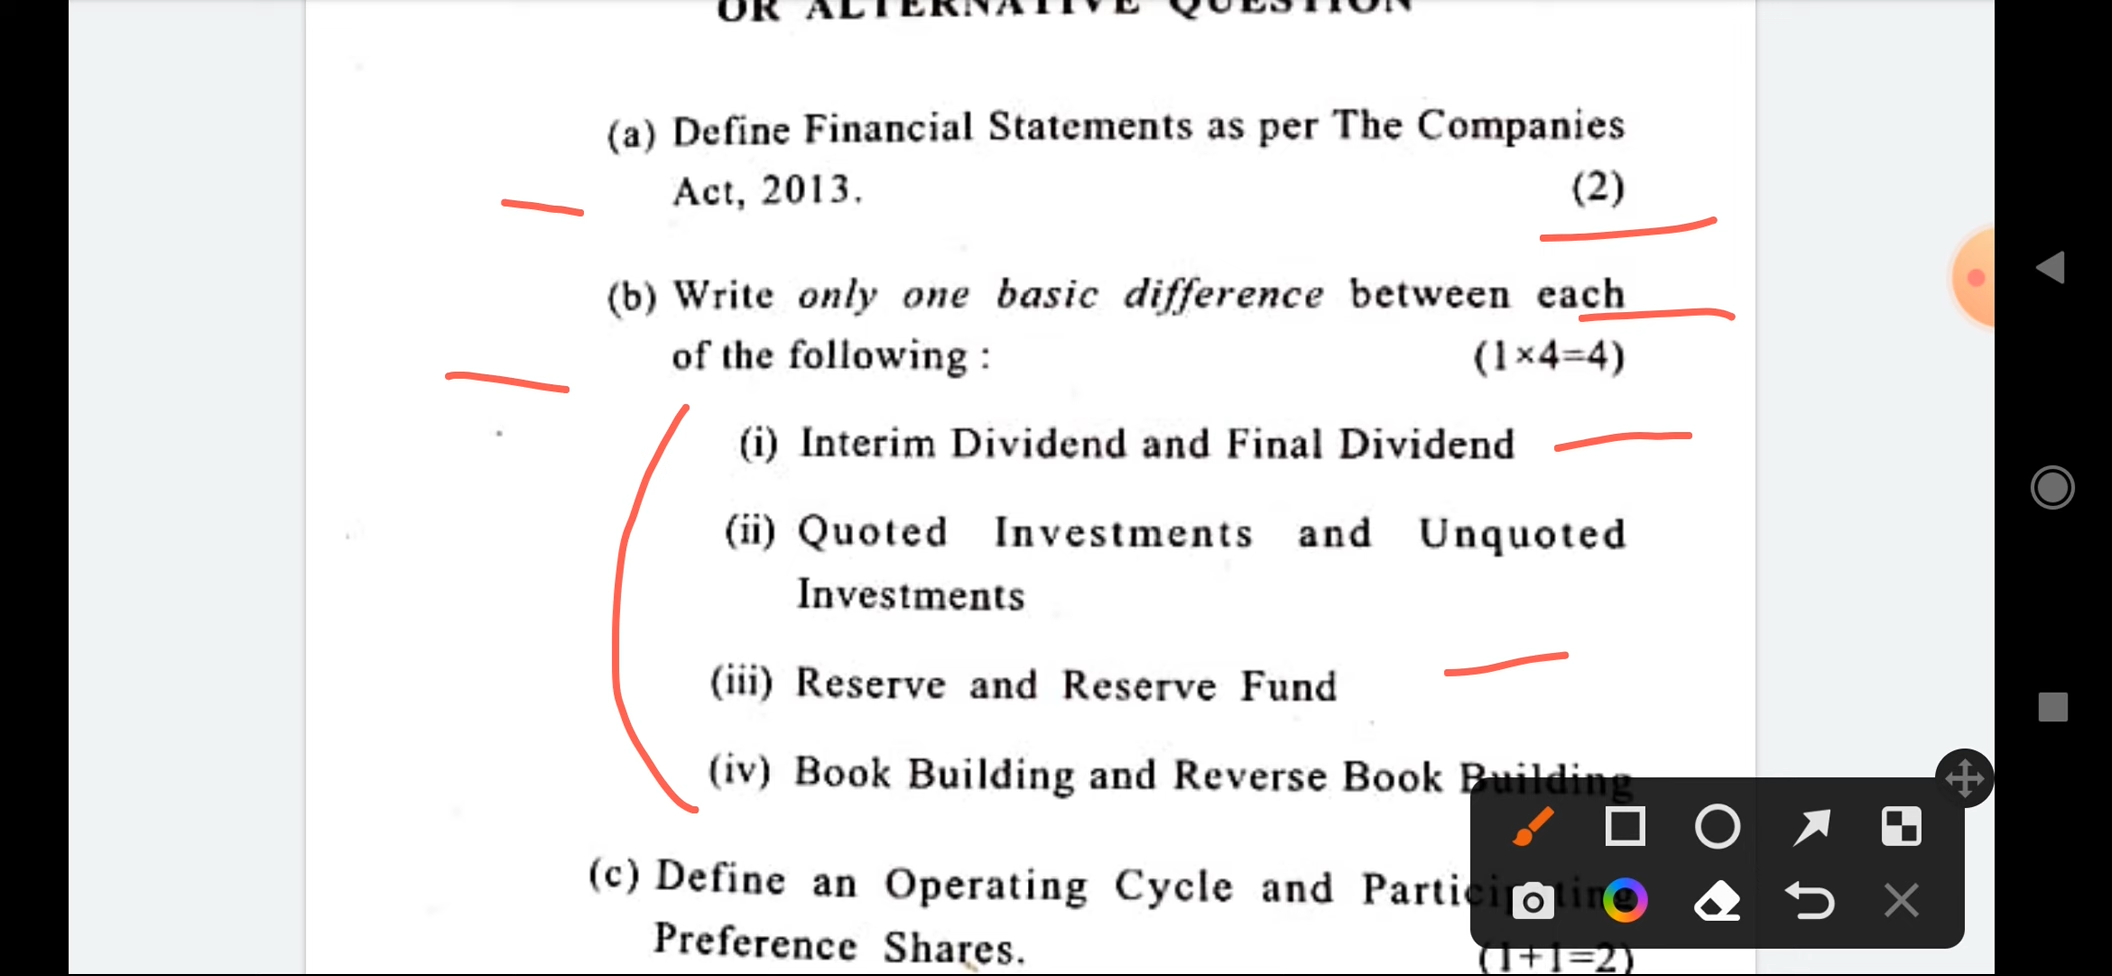 OR ALTERNATIVE QUESTION
(a) Define Financial Statements as per The Companies
Act, 2013. (2)
(b) Write only one basic difference between each
of the following : (1×4=4)
(i) Interim Dividend and Final Dividend
(ii) Quoted Investments and Unquoted
Investments
(iii) Reserve and Reserve Fund
(iv) Book Building and Reverse Book Building
(c) Define an Operating Cycle and Participating
Preference Shares. (1+1=2)